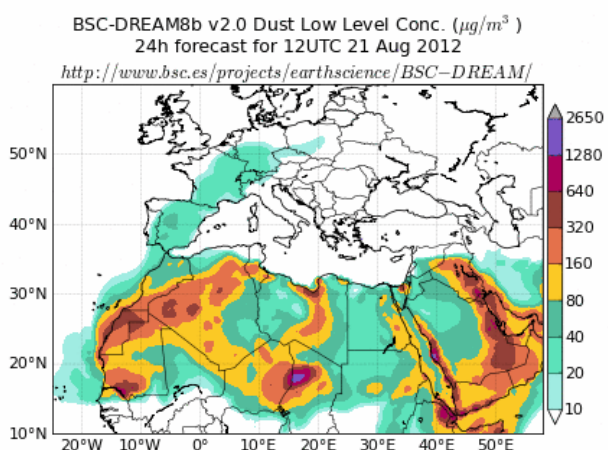 BSC-DREAM8b v2.0 Dust Low Level Conc. (μg/m³ )
24h forecast for 12UTC 21 Aug 2012
http://www.bsc.es/projects/earthscience/BSC−DREAM/
2650
1280
640
320
160
80
40
20
10
50°N
40°N
30°N
20°N
10°N
20°W 10°W 0° 10°E 20°E 30°E 40°E 50°E